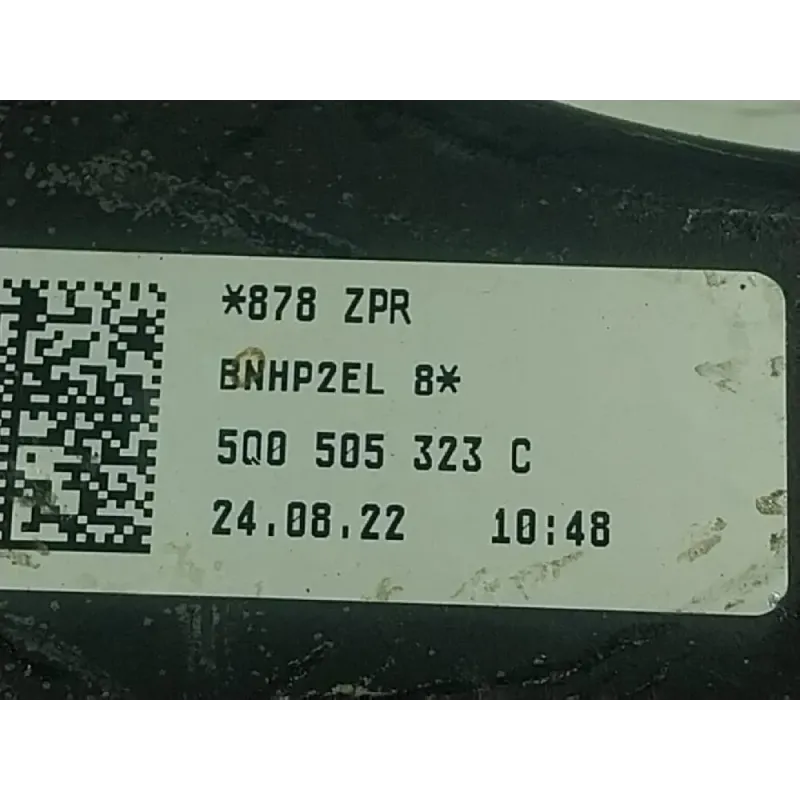 *878 ZPR
BNHP2EL 8*
5Q0 505 323 C
24.08.22 10:48